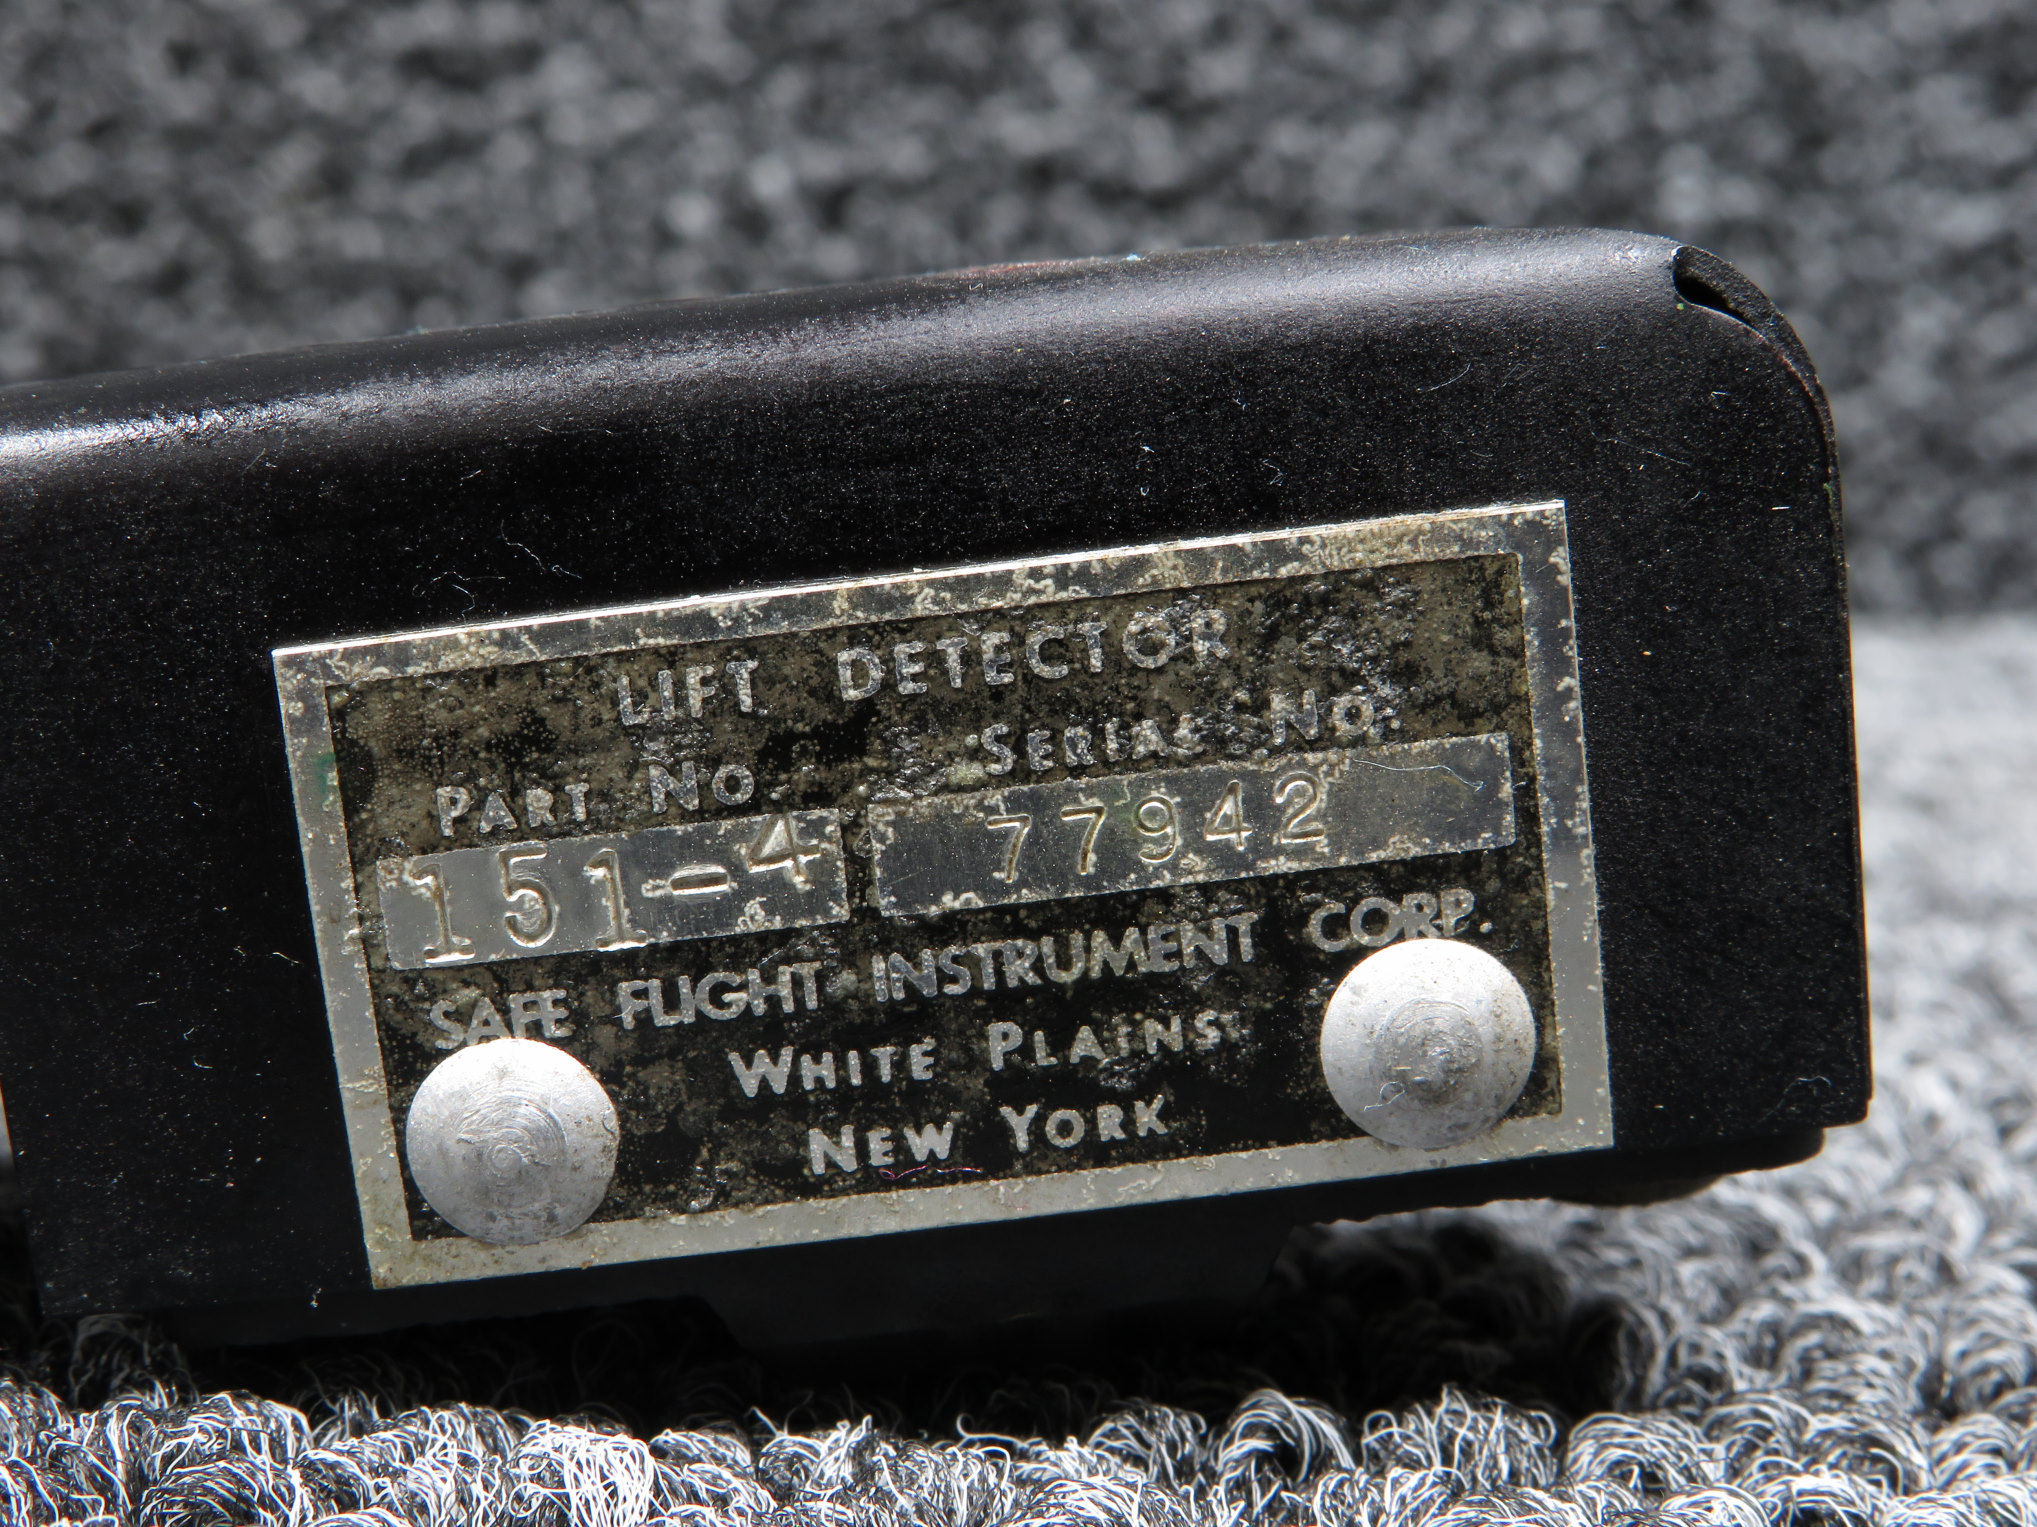 LIFT DETECTOR
PART NO. SERIAL NO.
151-4 77942
SAFE FLIGHT INSTRUMENT CORP.
WHITE PLAINS
NEW YORK